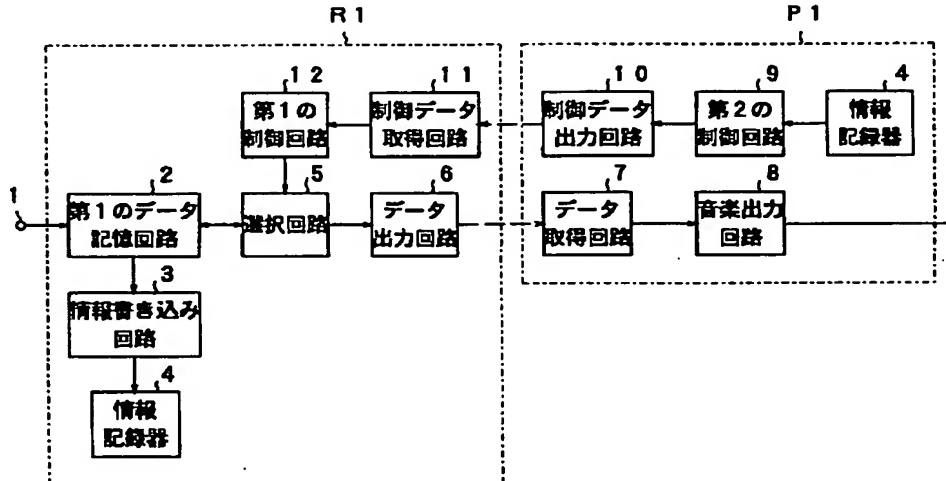 R1
P1
12
11
10
9
4
第1の
制御回路
制御データ
取得回路
制御データ
出力回路
第2の
制御回路
情報
記録器
1
2
5
6
7
8
第1のデータ
記憶回路
選択回路
データ
出力回路
データ
取得回路
音楽出力
回路
3
情報書き込み
回路
4
情報
記録器